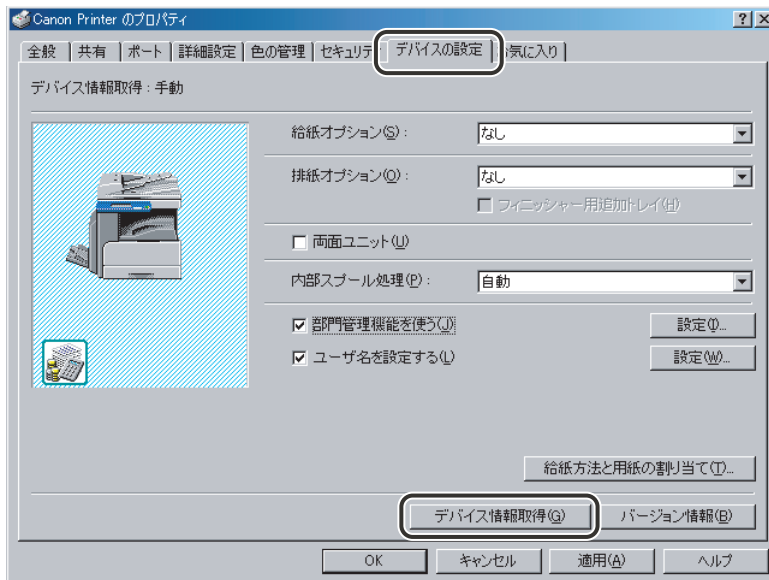 Canon Printer のプロパティ
全般 共有 ポート 詳細設定 色の管理 セキュリティ デバイスの設定 お気に入り
デバイス情報取得 : 手動
給紙オプション(S) : なし
排紙オプション(O) : なし
フィニッシャー用追加トレイ(H)
両面ユニット(U)
内部スプール処理(P) : 自動
部門管理機能を使う(J) 設定(I)...
ユーザ名を設定する(L) 設定(W)...
給紙方法と用紙の割り当て(T)...
デバイス情報取得(G) バージョン情報(B)
OK キャンセル 適用(A) ヘルプ